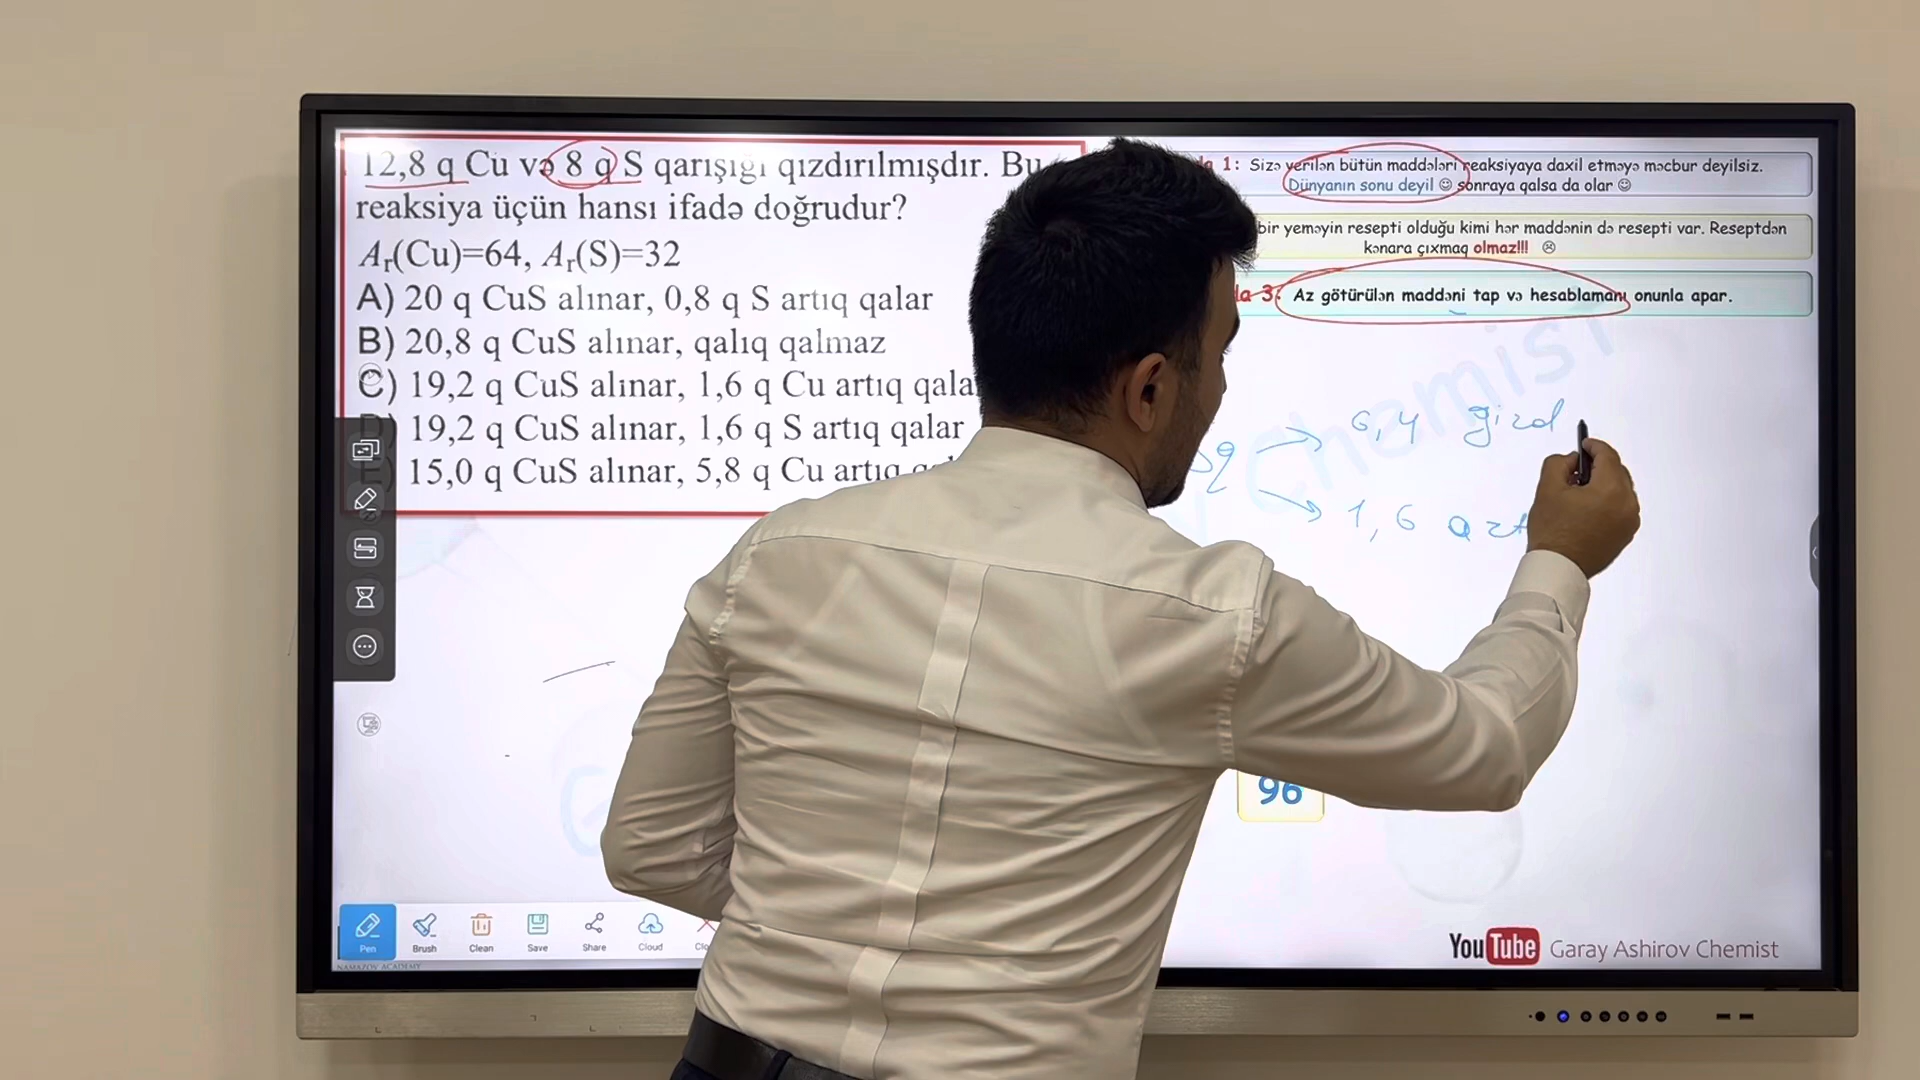 12,8 q Cu və 8 q S qarışığı qızdırılmışdır. Bu
reaksiya üçün hansı ifadə doğrudur?
Ar(Cu)=64, Ar(S)=32
A) 20 q CuS alınar, 0,8 q S artıq qalar
B) 20,8 q CuS alınar, qalıq qalmaz
C) 19,2 q CuS alınar, 1,6 q Cu artıq qala
D) 19,2 q CuS alınar, 1,6 q S artıq qalar
E) 15,0 q CuS alınar, 5,8 q Cu artıq
1: Sizə verilən bütün maddələri reaksiyaya daxil etməyə məcbur deyilsiz.
Dünyanın sonu deyil ☺ sonraya qalsa da olar ☺
bir yeməyin resepti olduğu kimi hər maddənin də resepti var. Reseptdən
kənara çıxmaq olmaz!!! ☹
3: Az götürülən maddəni tap və hesablamanı onunla apar.
q → 6,4 gird
→ 1,6 a
96
Chemist
Pen
Brush
Clean
Save
Share
Cloud
NAMAZOV ACADEMY
YouTube Garay Ashirov Chemist